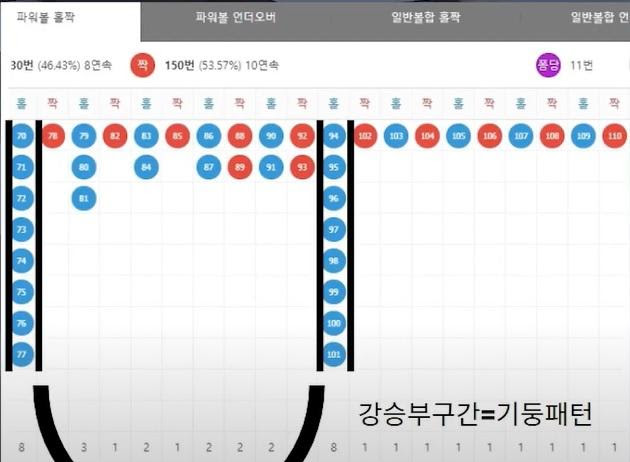 파워볼 홀짝 파워볼 언더오버 일반볼합 홀짝 일반볼합 언
30번 (46.43%) 8연속 짝 150번 (53.57%) 10연속 퐁당 11번
홀 짝 홀 짝 홀 짝 홀 짝 홀 짝 홀 짝 홀 짝 홀 짝 홀 짝 홀 짝
70 78 79 82 83 85 86 88 90 92 94 102 103 104 105 106 107 108 109 110
71 80 84 87 89 91 93 95
72 81 96
73 97
74 98
75 99
76 100
77 101
강승부구간=기둥패턴
8 3 1 2 1 2 2 2 8 1 1 1 1 1 1 1 1 1